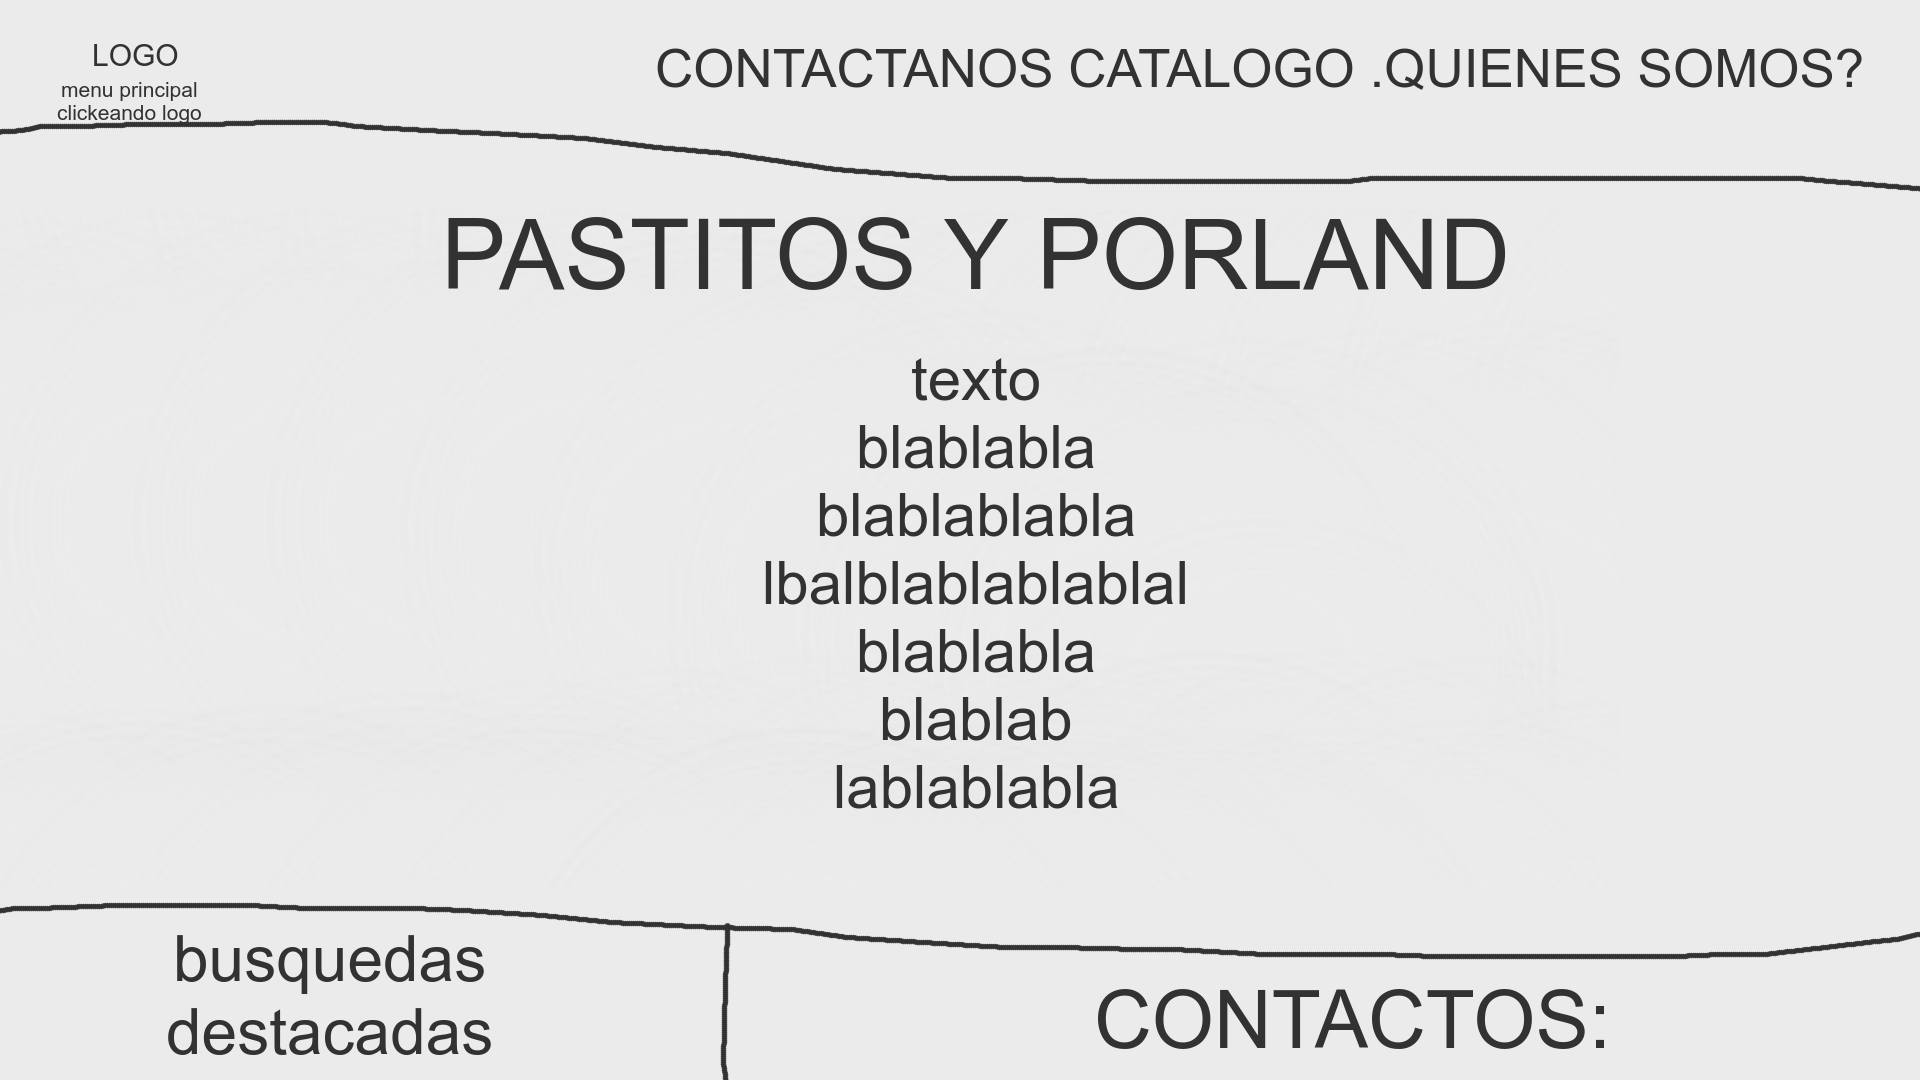 LOGO
menu principal
clickeando logo
CONTACTANOS CATALOGO .QUIENES SOMOS?
PASTITOS Y PORLAND
texto
blablabla
blablablabla
lbalblablablablal
blablabla
blablab
lablablabla
busquedas
destacadas
CONTACTOS: